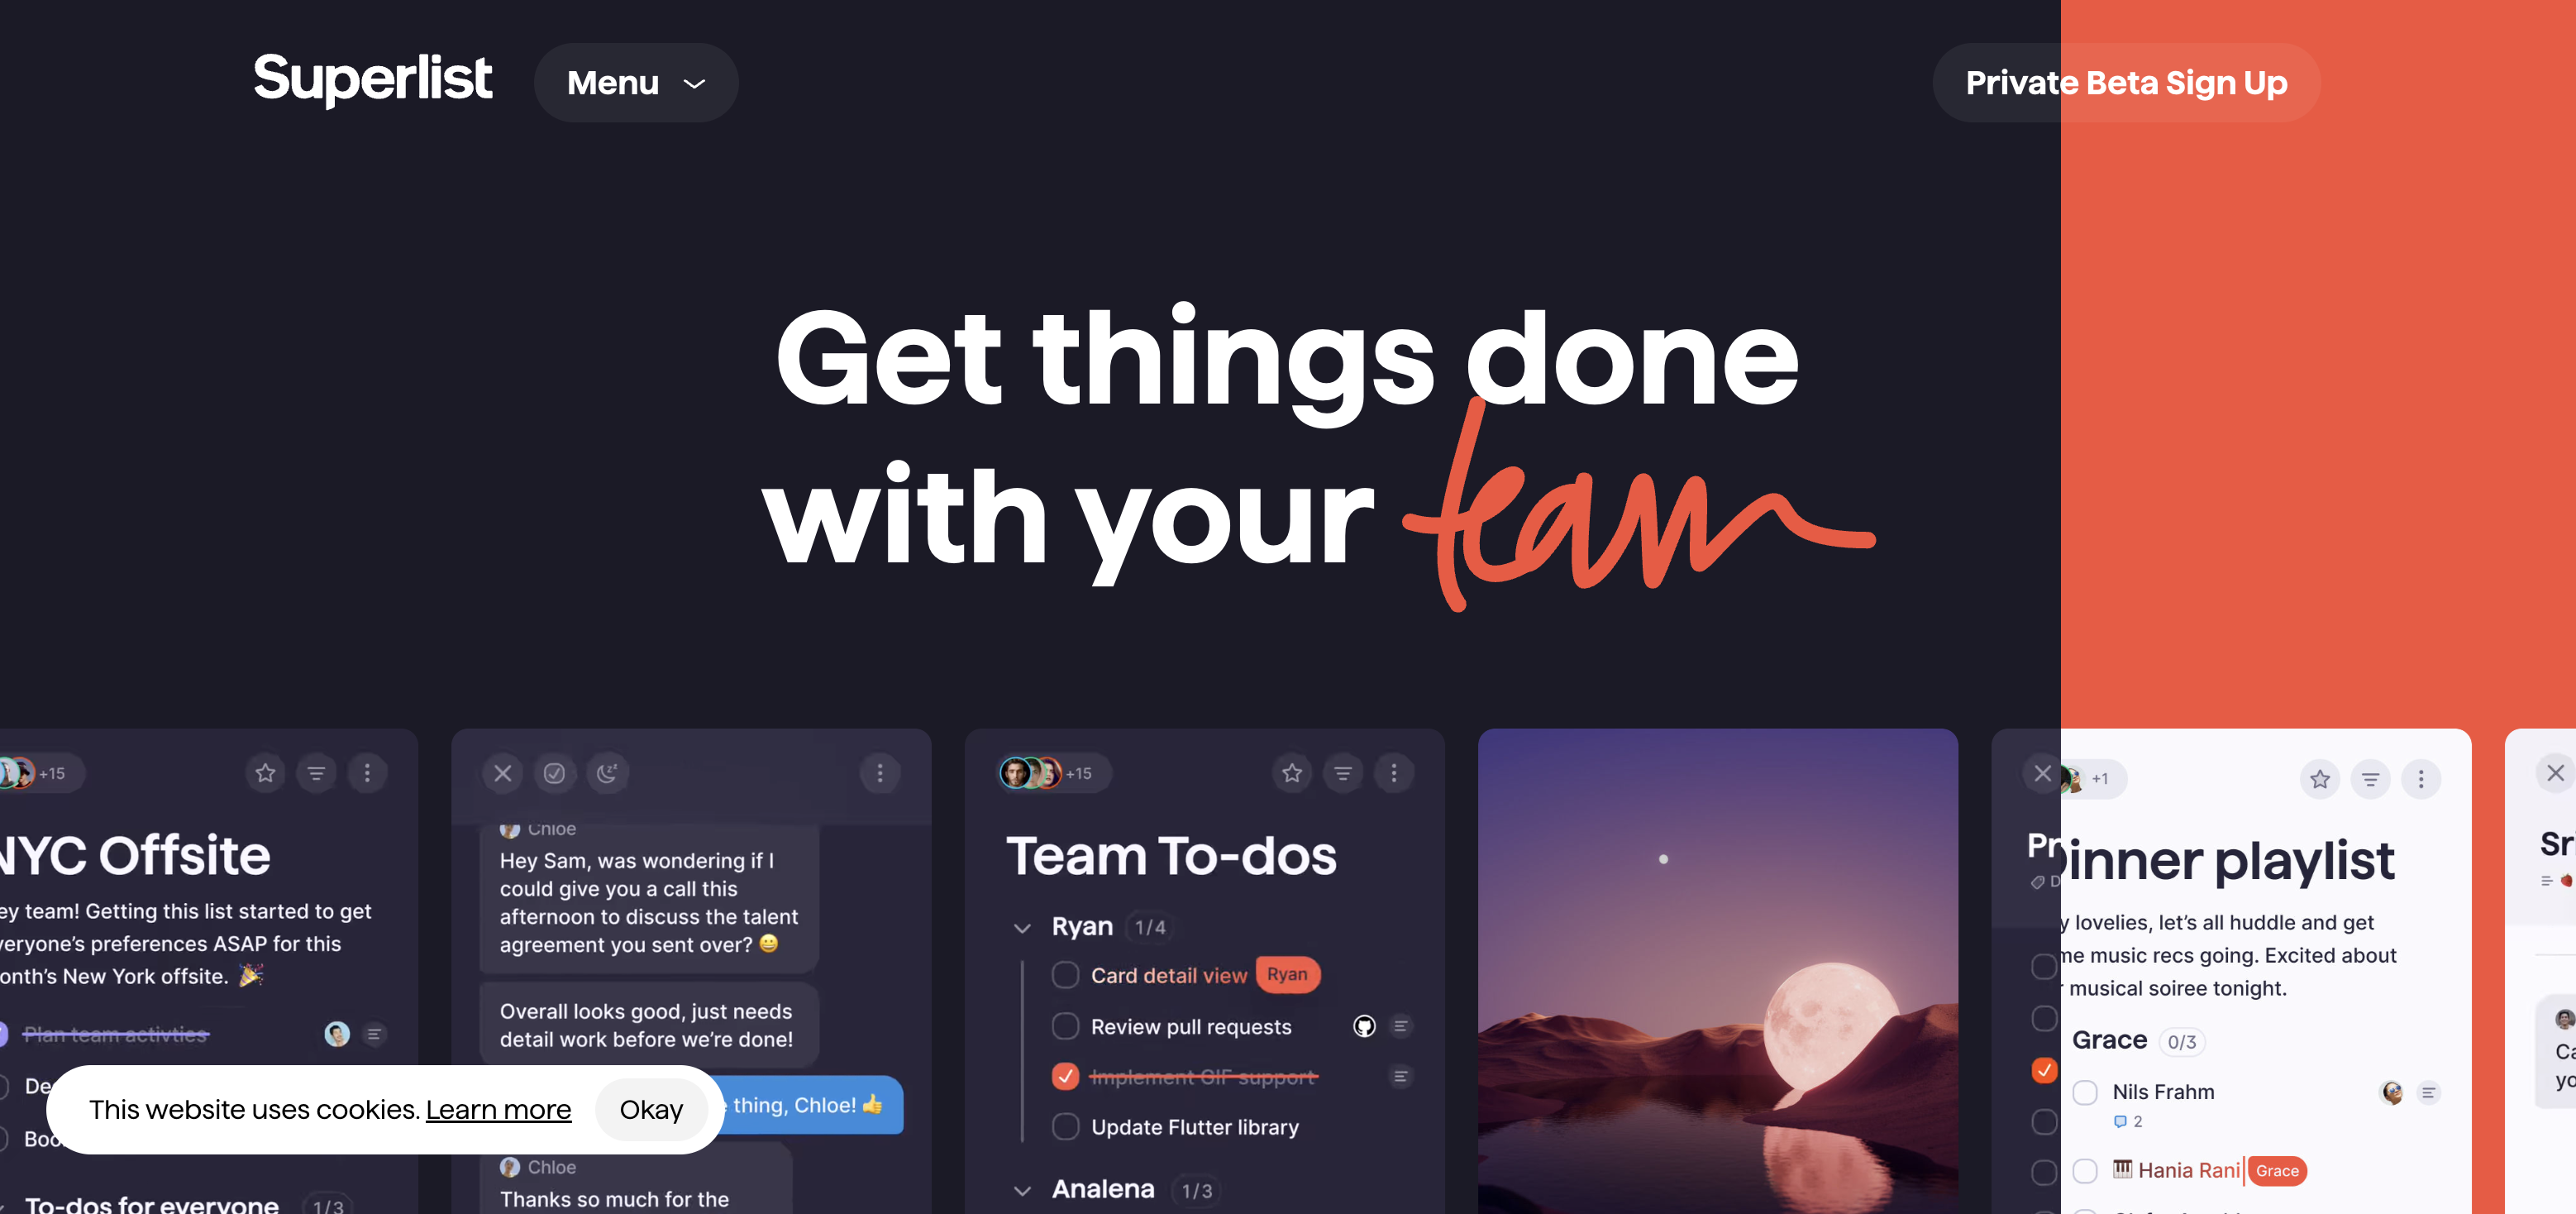 Superlist
Menu
Private Beta Sign Up
Get things done
with your team
+15
NYC Offsite
ey team! Getting this list started to get
veryone's preferences ASAP for this
onth's New York offsite. 🎉
Plan team activties
De
Boo
To-dos for everyone 1/3
Chloe
Hey Sam, was wondering if I
could give you a call this
afternoon to discuss the talent
agreement you sent over? 😀
Overall looks good, just needs
detail work before we're done!
thing, Chloe! 👍
Chloe
Thanks so much for the
+15
Team To-dos
Ryan 1/4
Card detail view Ryan
Review pull requests
Implement GIF support
Update Flutter library
Analena 1/3
Pr
D
+1
Dinner playlist
y lovelies, let's all huddle and get
me music recs going. Excited about
r musical soiree tonight.
Grace 0/3
Nils Frahm
2
🎹 Hania Rani Grace
Sri
Ca
yo
This website uses cookies. Learn more
Okay